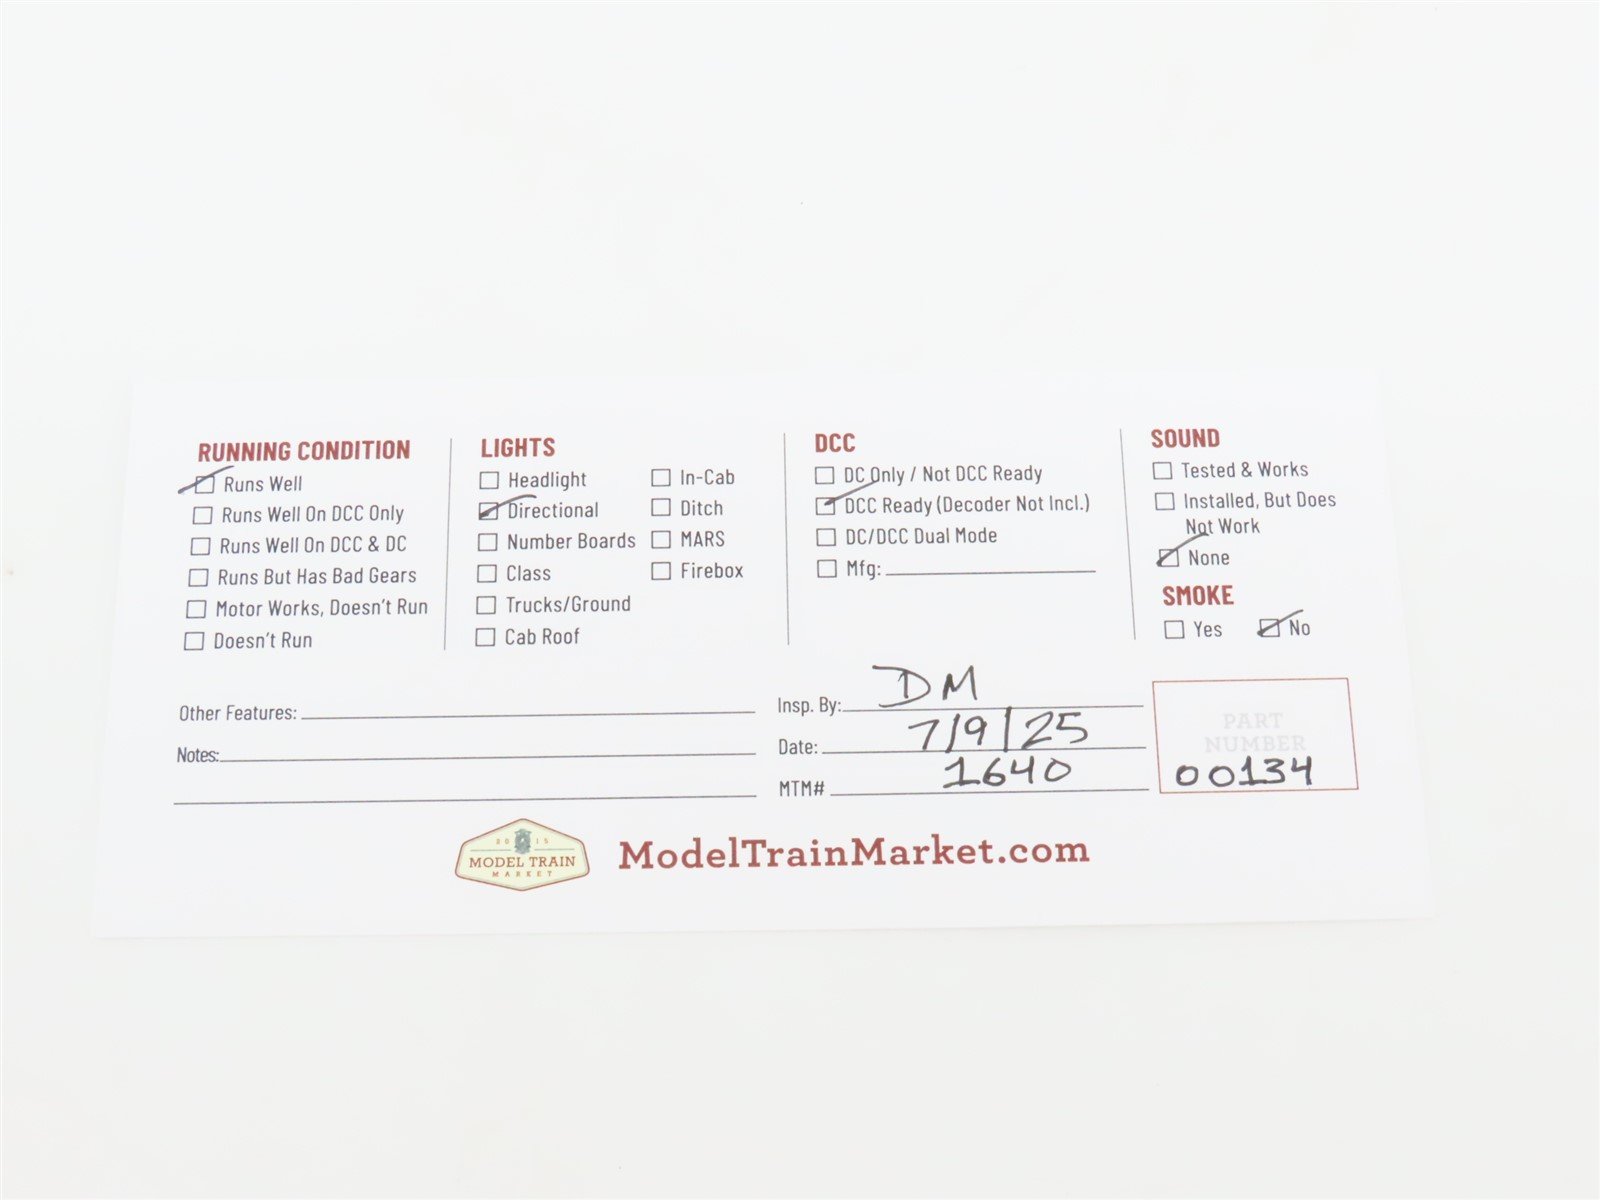 RUNNING CONDITION
Runs Well
Runs Well On DCC Only
Runs Well On DCC & DC
Runs But Has Bad Gears
Motor Works, Doesn't Run
Doesn't Run
LIGHTS
Headlight
Directional
Number Boards
Class
Trucks/Ground
Cab Roof
In-Cab
Ditch
MARS
Firebox
DCC
DC Only / Not DCC Ready
DCC Ready (Decoder Not Incl.)
DC/DCC Dual Mode
Mfg:
SOUND
Tested & Works
Installed, But Does
Not Work
None
SMOKE
Yes No
Other Features:
Notes:
Insp. By: DM
Date: 7/9/25
MTM# 1640
PART
NUMBER
00134
2015
MODEL TRAIN
MARKET
ModelTrainMarket.com